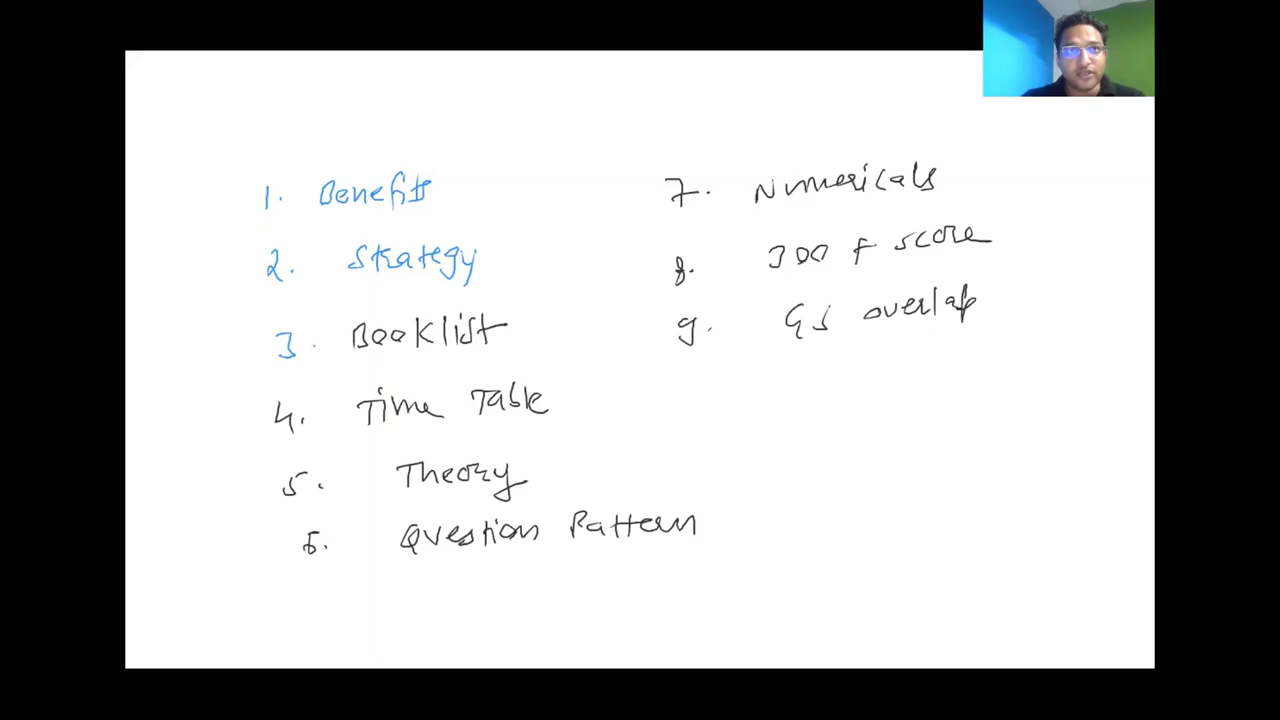 1. Benefits
2. Strategy
3. Booklist
4. Time Table
5. Theory
6. Question Pattern
7. Numericals
8. 300 + score
9. GS overlap